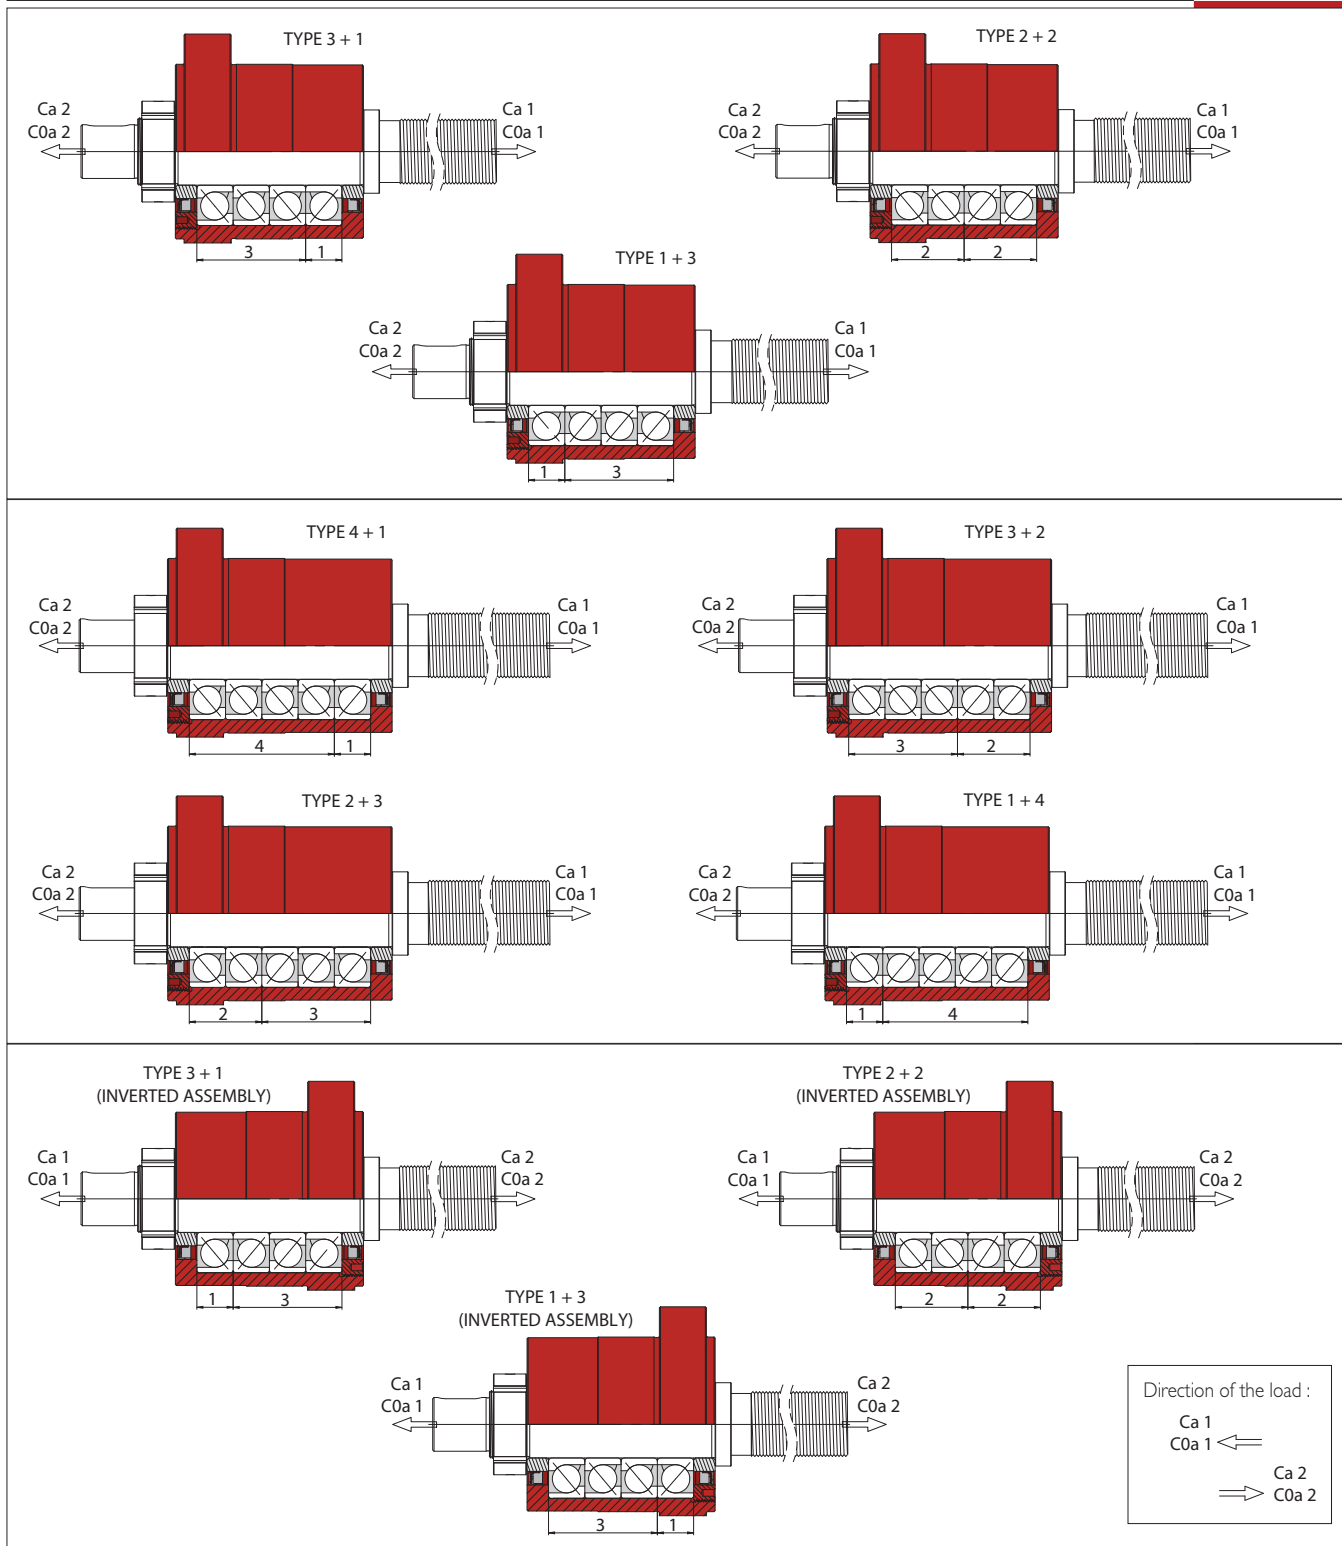 TYPE 3 + 1
Ca 2
C0a 2
Ca 1
C0a 1
3
1
TYPE 2 + 2
Ca 2
C0a 2
Ca 1
C0a 1
2
2
TYPE 1 + 3
Ca 2
C0a 2
Ca 1
C0a 1
1
3
TYPE 4 + 1
Ca 2
C0a 2
Ca 1
C0a 1
4
1
TYPE 3 + 2
Ca 2
C0a 2
Ca 1
C0a 1
3
2
TYPE 2 + 3
Ca 2
C0a 2
Ca 1
C0a 1
2
3
TYPE 1 + 4
Ca 2
C0a 2
Ca 1
C0a 1
1
4
TYPE 3 + 1
(INVERTED ASSEMBLY)
Ca 1
C0a 1
Ca 2
C0a 2
1
3
TYPE 2 + 2
(INVERTED ASSEMBLY)
Ca 1
C0a 1
Ca 2
C0a 2
2
2
TYPE 1 + 3
(INVERTED ASSEMBLY)
Ca 1
C0a 1
Ca 2
C0a 2
3
1
Direction of the load :
Ca 1
C0a 1
Ca 2
C0a 2